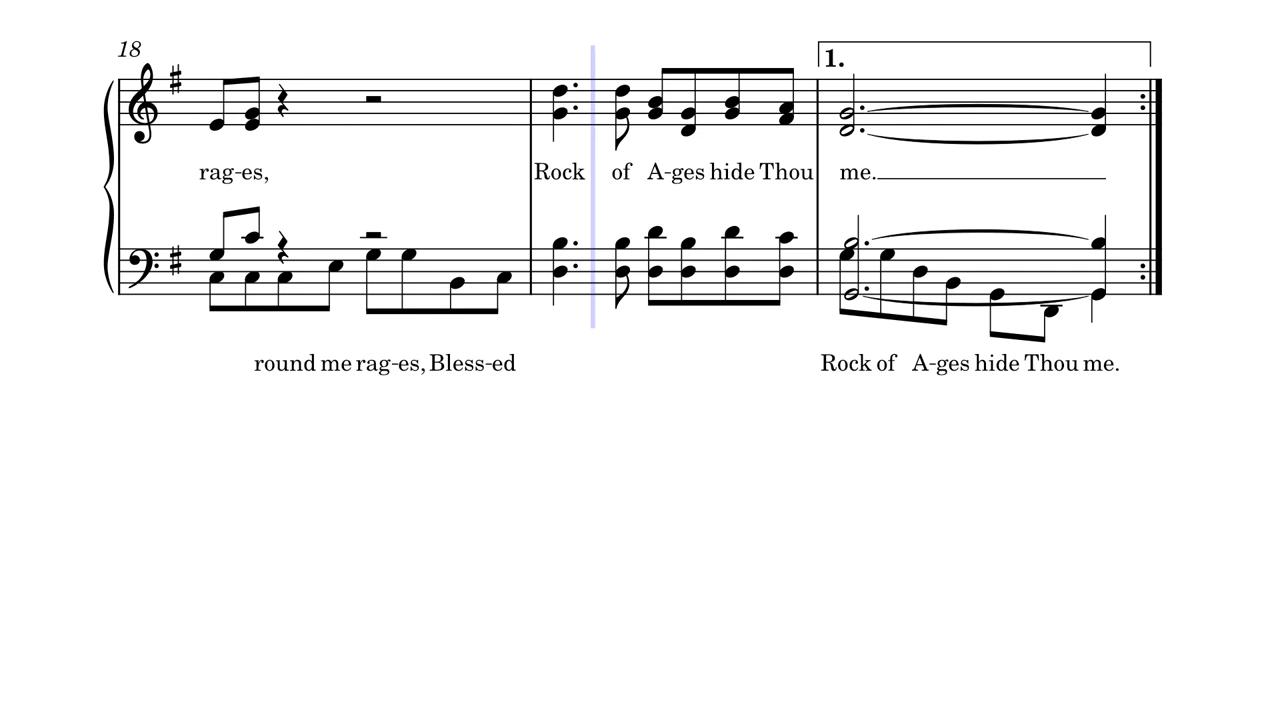 18
1.
rag-es, Rock of A-ges hide Thou me.
round me rag-es, Bless-ed Rock of A-ges hide Thou me.